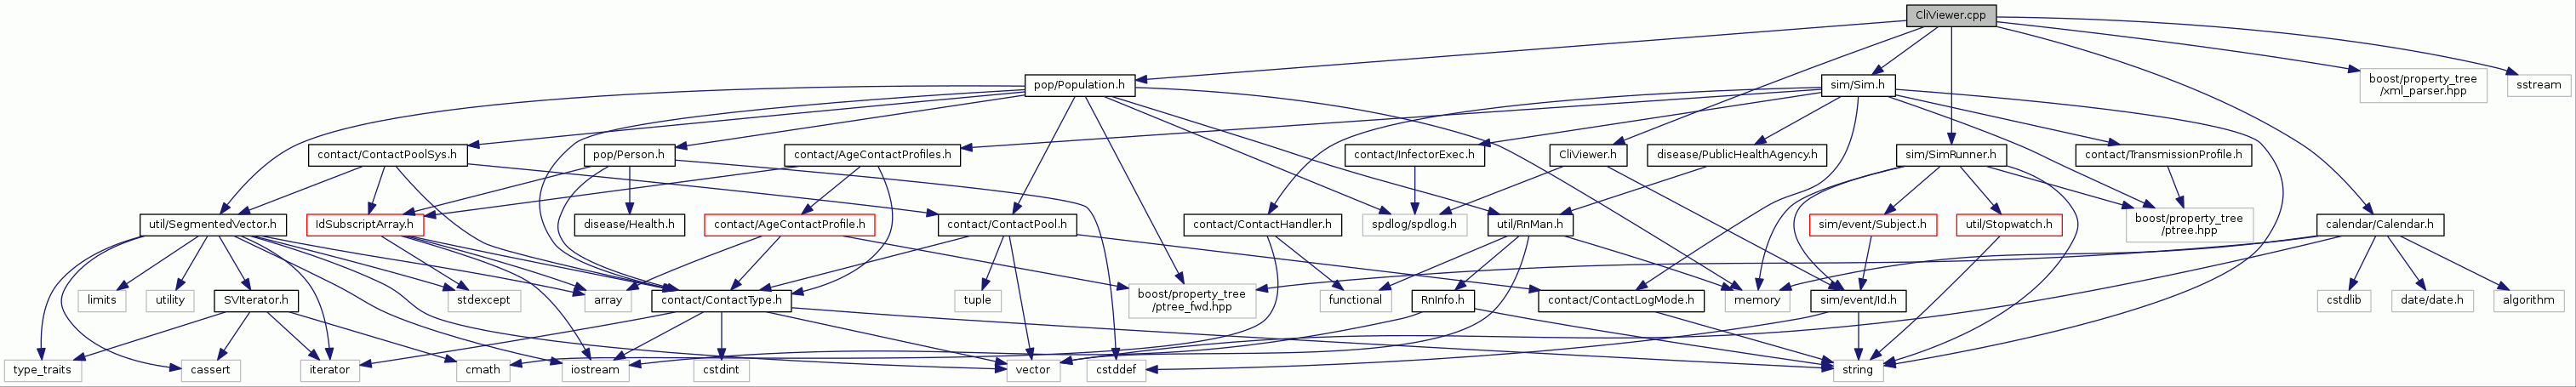 CliViewer.cpp
pop/Population.h
sim/Sim.h
boost/property_tree
/xml_parser.hpp
sstream
contact/ContactPoolSys.h
pop/Person.h
contact/AgeContactProfiles.h
contact/InfectorExec.h
CliViewer.h
disease/PublicHealthAgency.h
sim/SimRunner.h
contact/TransmissionProfile.h
util/SegmentedVector.h
IdSubscriptArray.h
disease/Health.h
contact/AgeContactProfile.h
contact/ContactPool.h
contact/ContactHandler.h
spdlog/spdlog.h
util/RnMan.h
sim/event/Subject.h
util/Stopwatch.h
boost/property_tree
/ptree.hpp
calendar/Calendar.h
limits
utility
SVIterator.h
stdexcept
array
contact/ContactType.h
tuple
boost/property_tree
/ptree_fwd.hpp
functional
RnInfo.h
contact/ContactLogMode.h
memory
sim/event/Id.h
cstdlib
date/date.h
algorithm
type_traits
cassert
iterator
cmath
iostream
cstdint
vector
cstddef
string